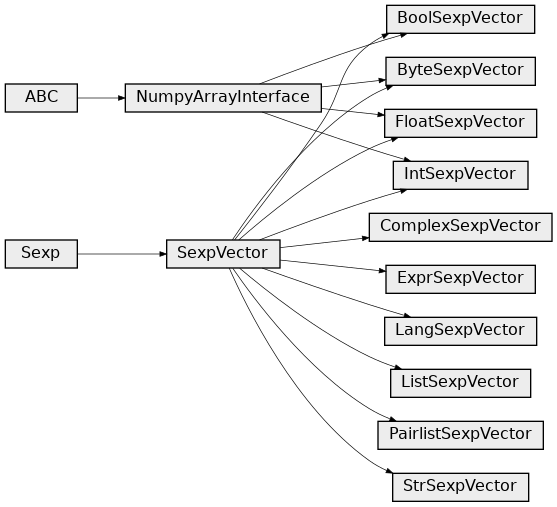 BoolSexpVector
ByteSexpVector
ABC
NumpyArrayInterface
FloatSexpVector
IntSexpVector
ComplexSexpVector
Sexp
SexpVector
ExprSexpVector
LangSexpVector
ListSexpVector
PairlistSexpVector
StrSexpVector